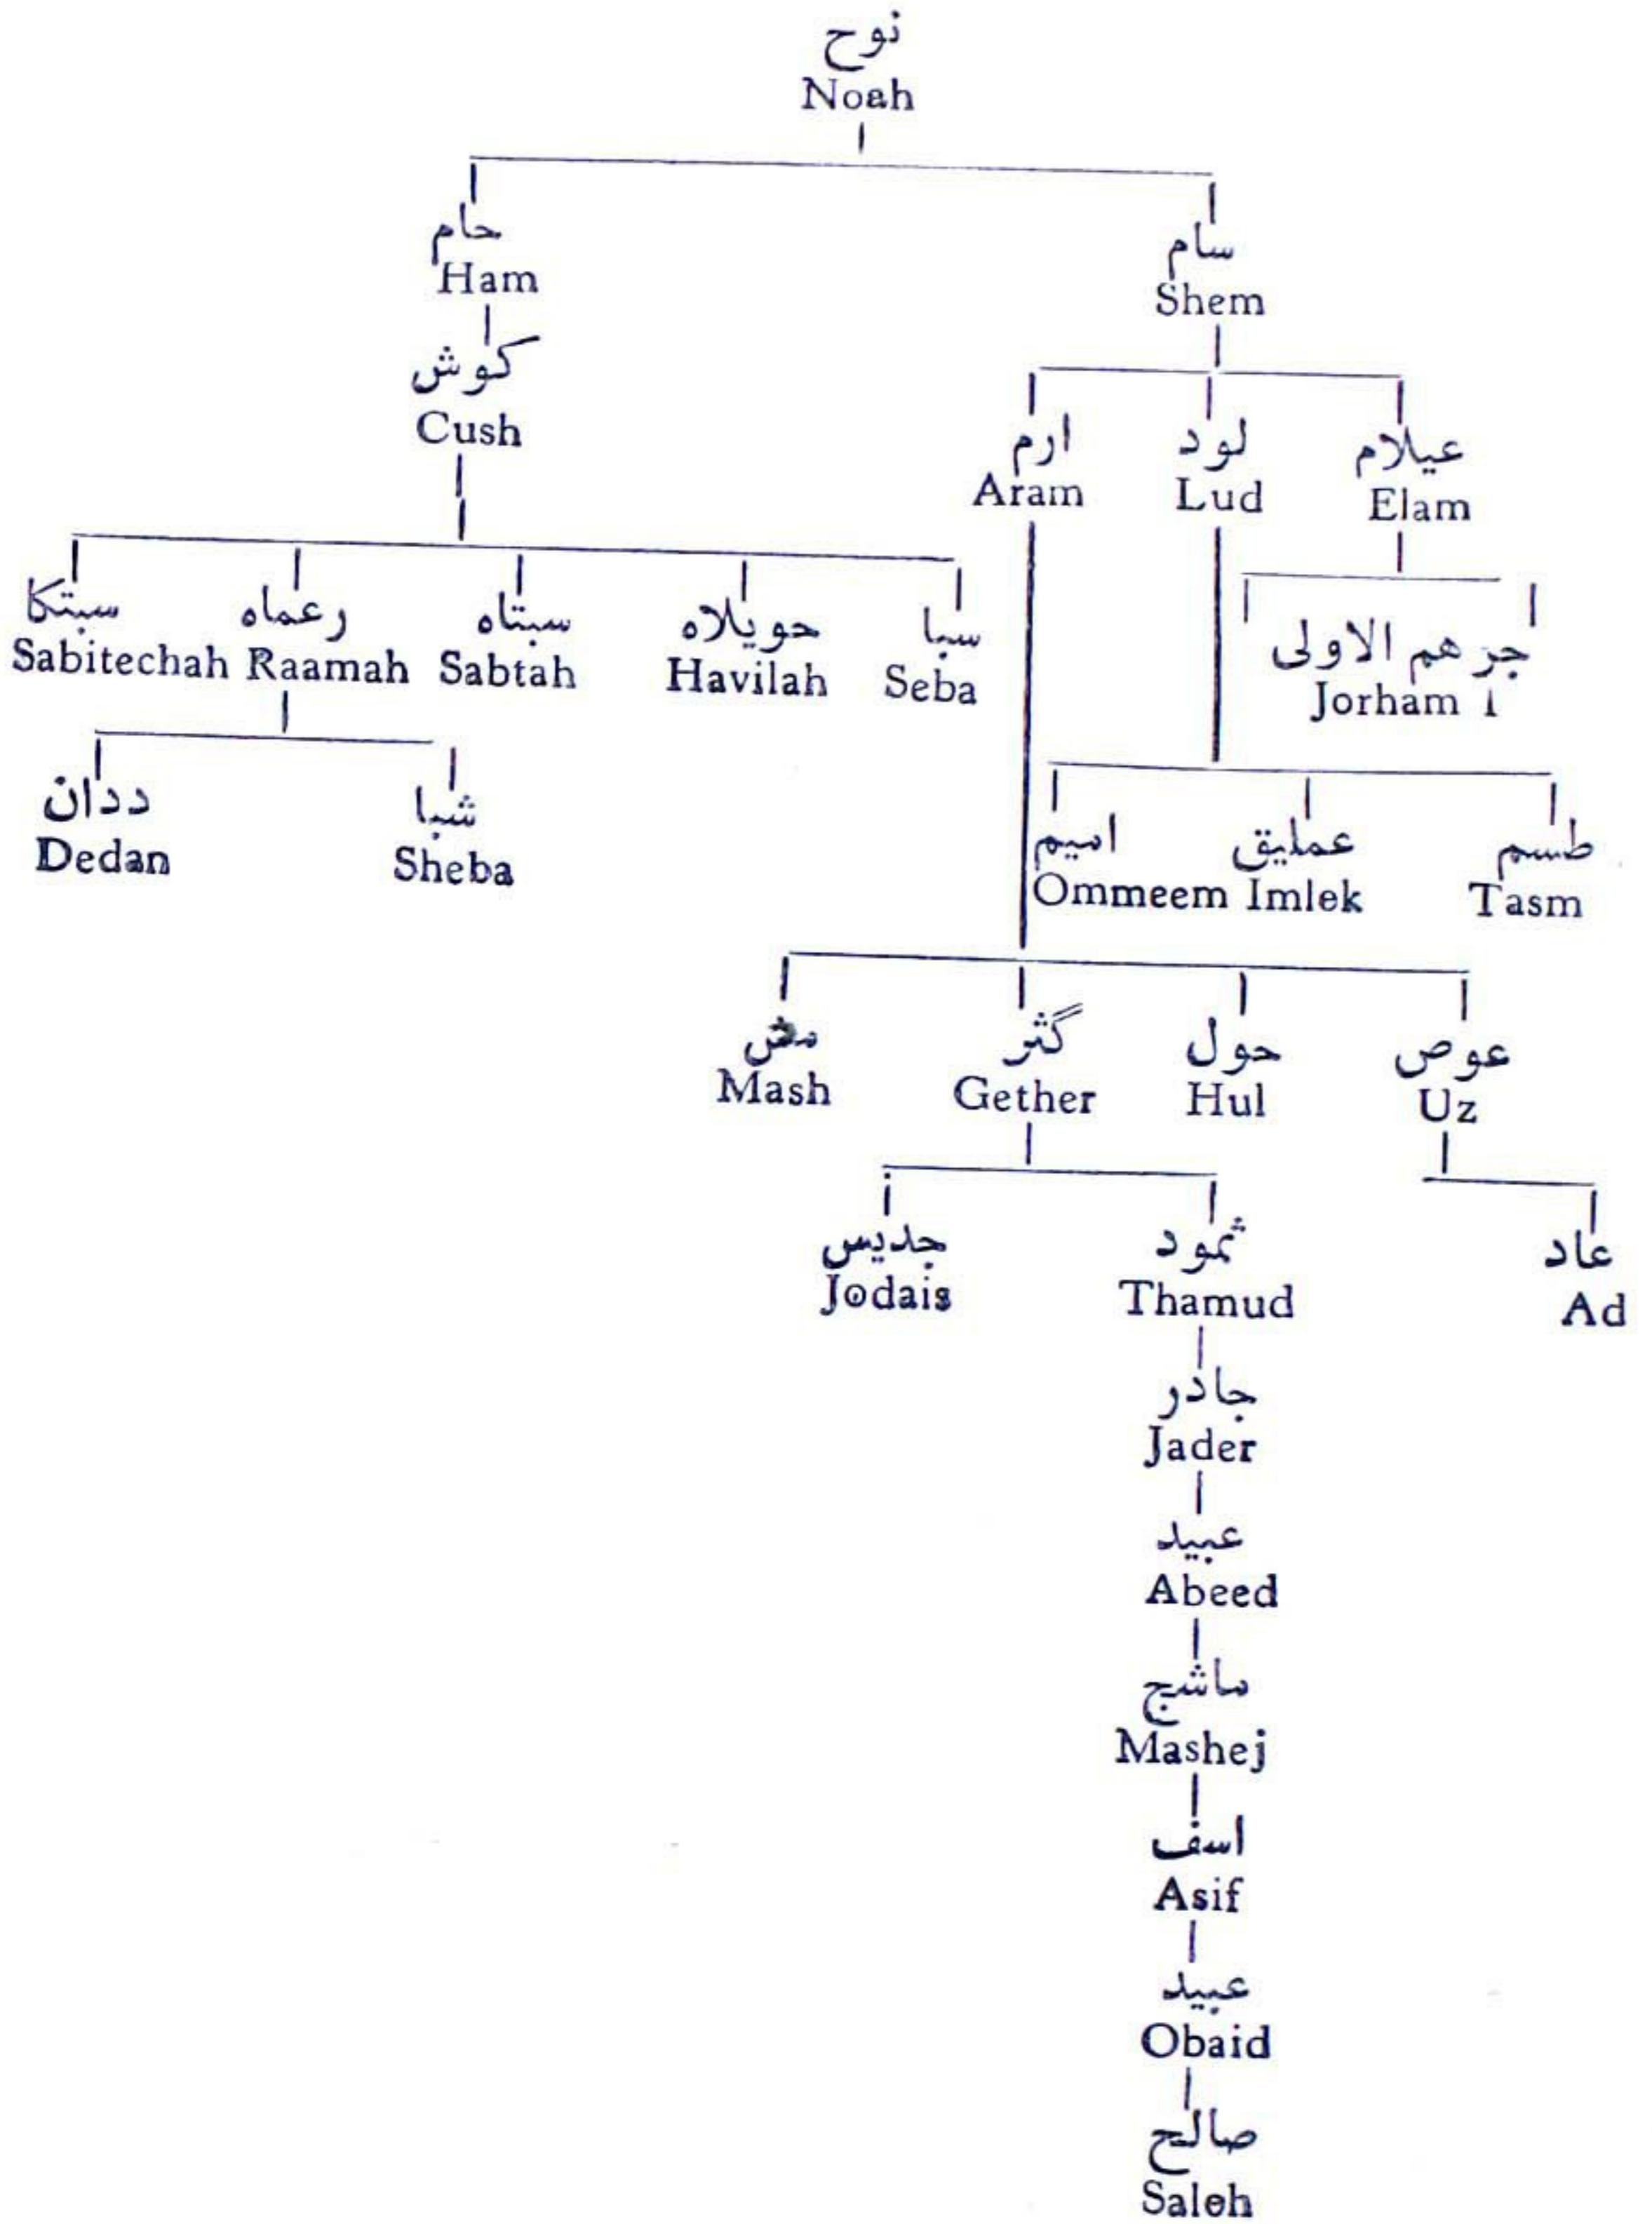 نوح
Noah
حام
Ham
سام
Shem
كوش
Cush
ارم
Aram
لود
Lud
عيلام
Elam
سبتكا
Sabitechah
رعماه
Raamah
سبتاه
Sabtah
حويلاه
Havilah
سبا
Seba
جرهم الاولى
Jorham 1
ددان
Dedan
شبا
Sheba
اميم
Ommeem
عمليق
Imlek
طسم
Tasm
Mash
گثر
Gether
حول
Hul
عوص
Uz
جديس
Jodais
ثمود
Thamud
عاد
Ad
جادر
Jader
عبيد
Abeed
ماشج
Mashej
اسف
Asif
عبيد
Obaid
صالح
Saleh